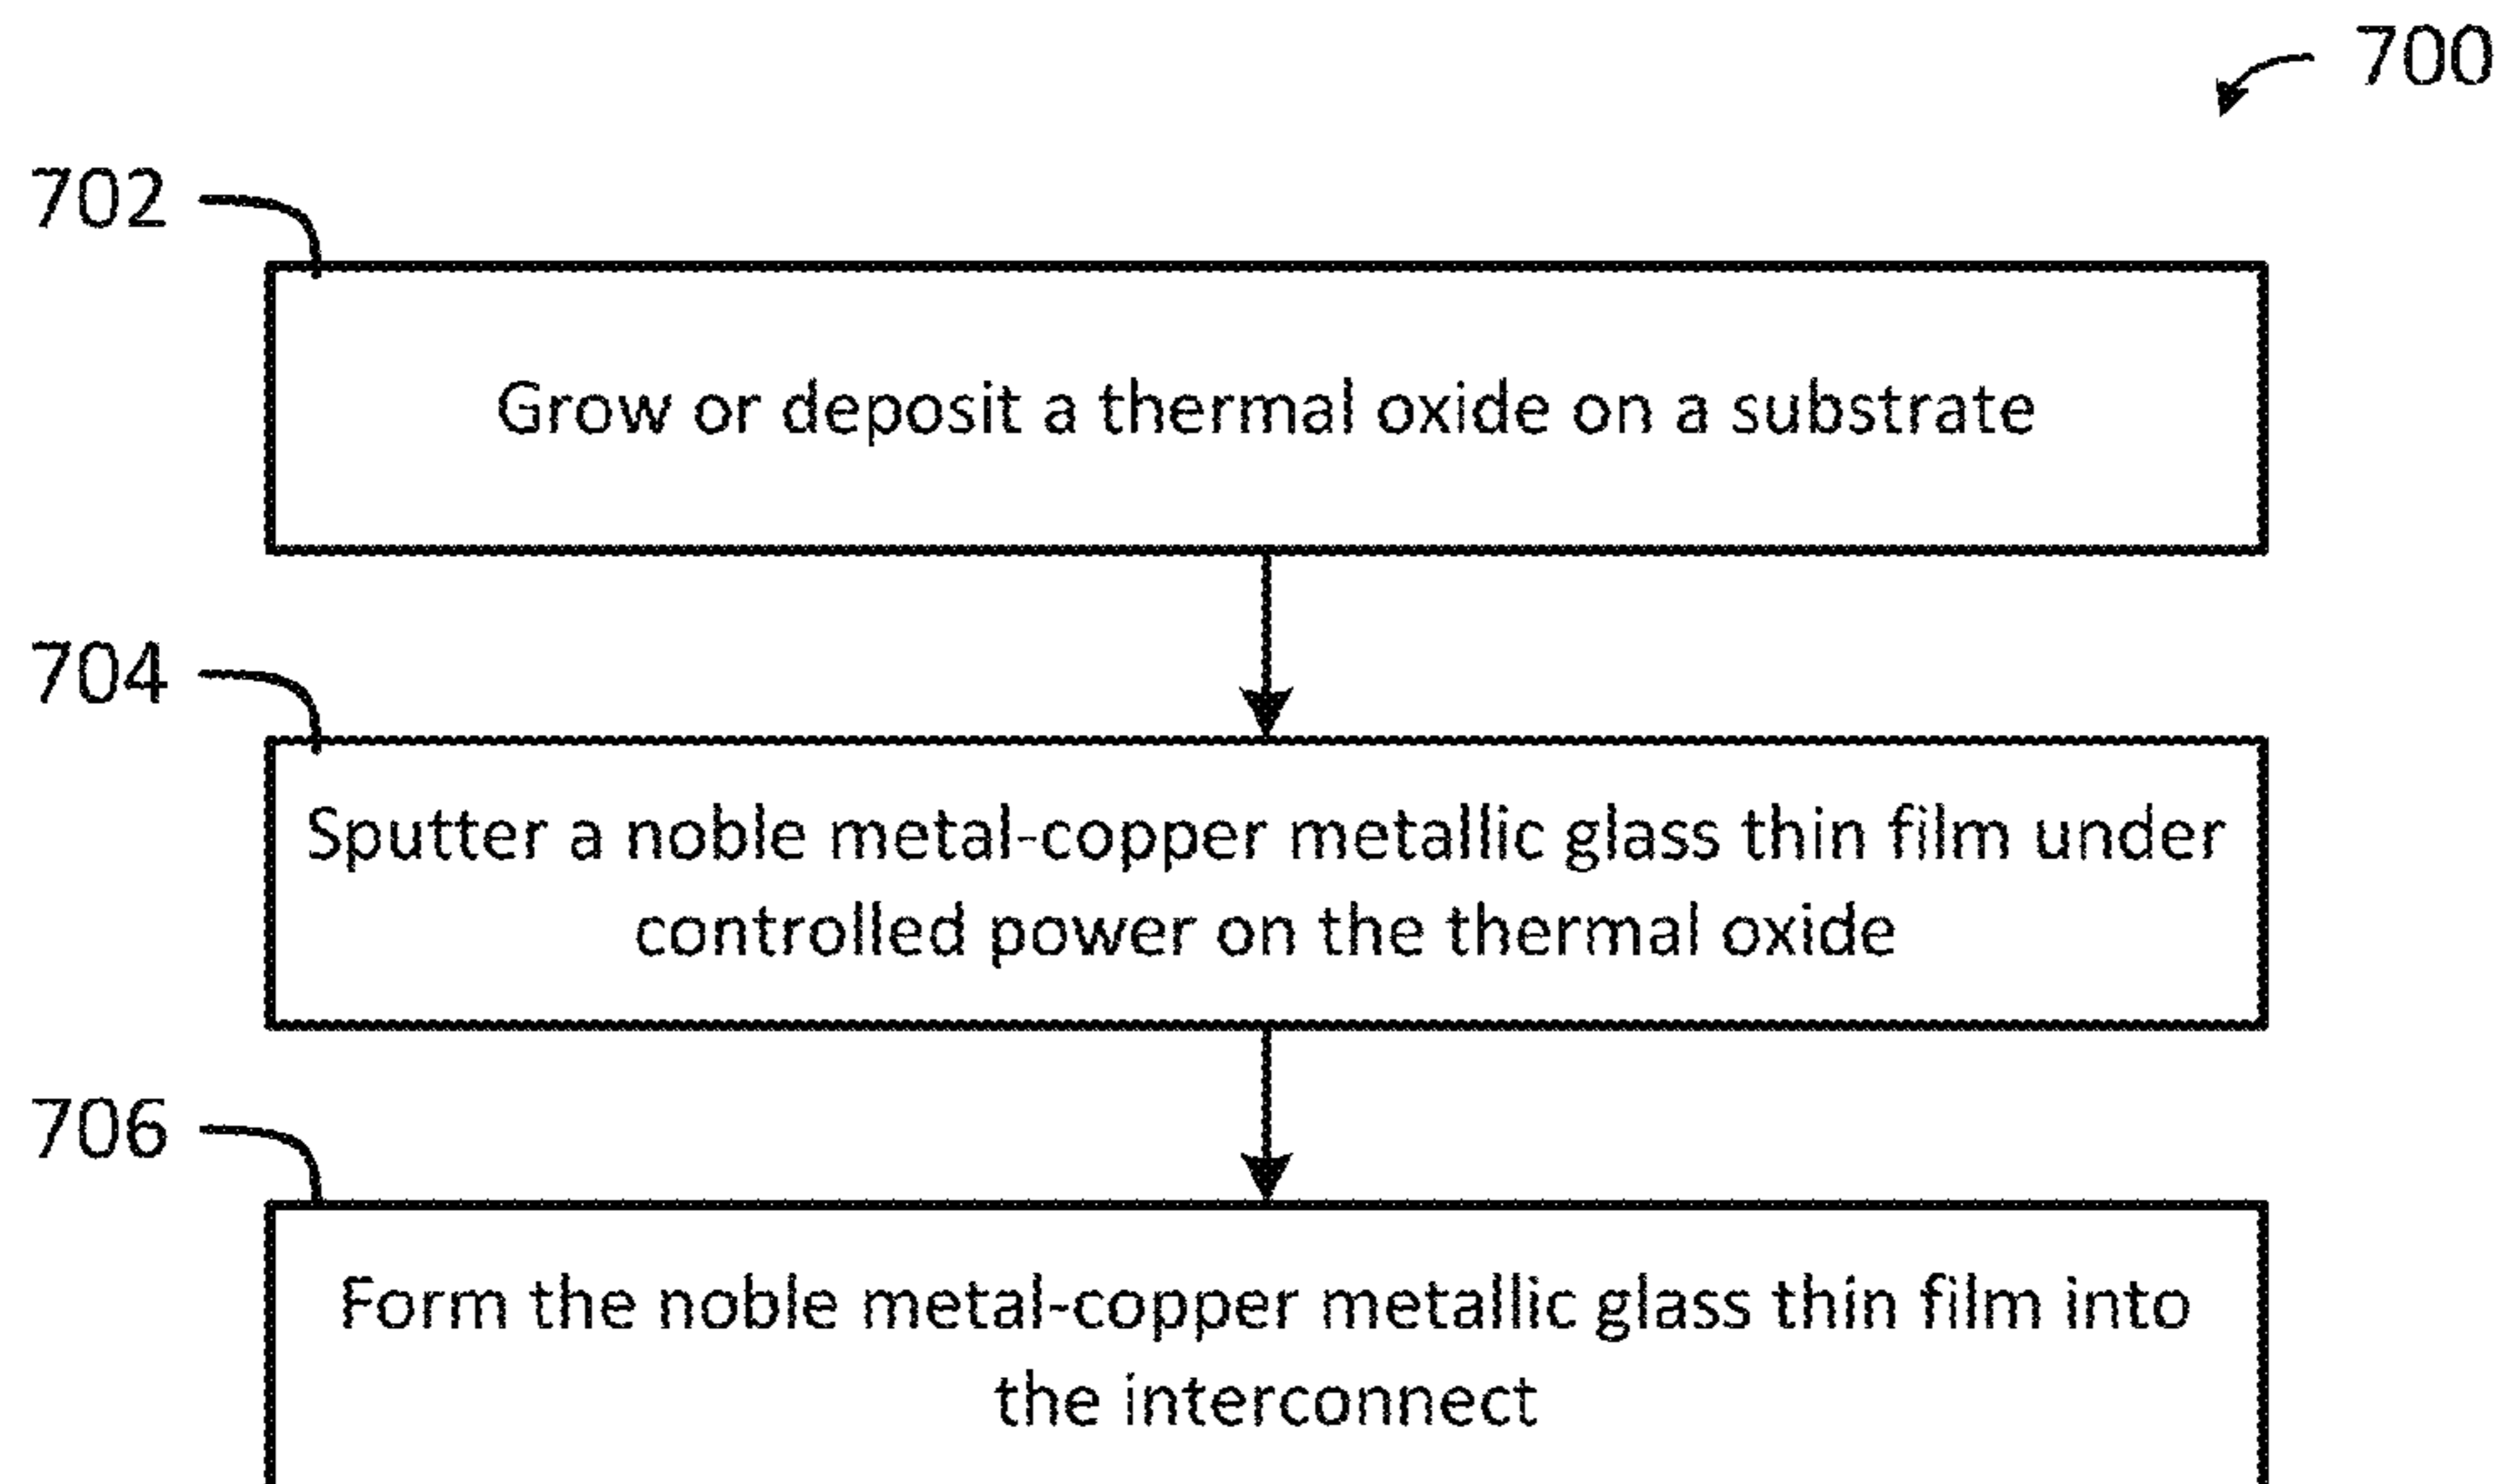 700
702
Grow or deposit a thermal oxide on a substrate
704
Sputter a noble metal-copper metallic glass thin film under
controlled power on the thermal oxide
706
Form the noble metal-copper metallic glass thin film into
the interconnect